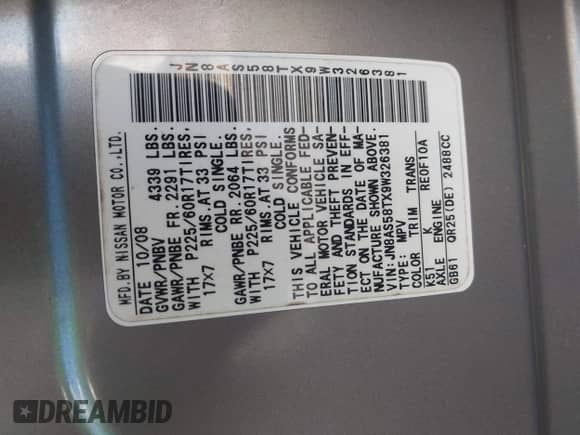 JN8AS58TX9W326381
MFD.BY NISSAN MOTOR CO.,LTD.
DATE 10/08
GVWR/PNBV 4339 LBS.
GAWR/PNBE FR. 2291 LBS.
WITH P225/60R17TIRES,
17X7 RIMS,AT 33 PSI
COLD SINGLE.
GAWR/PNBE RR. 2064 LBS.
WITH P225/60R17TIRES,
17X7 RIMS,AT 33 PSI
COLD SINGLE.
THIS VEHICLE CONFORMS
TO ALL APPLICABLE FED-
ERAL MOTOR VEHICLE SA-
FETY AND THEFT PREVEN-
TION STANDARDS IN EFF-
ECT ON THE DATE OF MA-
NUFACTURE SHOWN ABOVE.
VIN:JN8AS58TX9W326381
TYPE: MPV
COLOR TRIM TRANS
K51 K RE0F10A
AXLE ENGINE
GB61 QR25(DE) 2488CC
DREAMBID